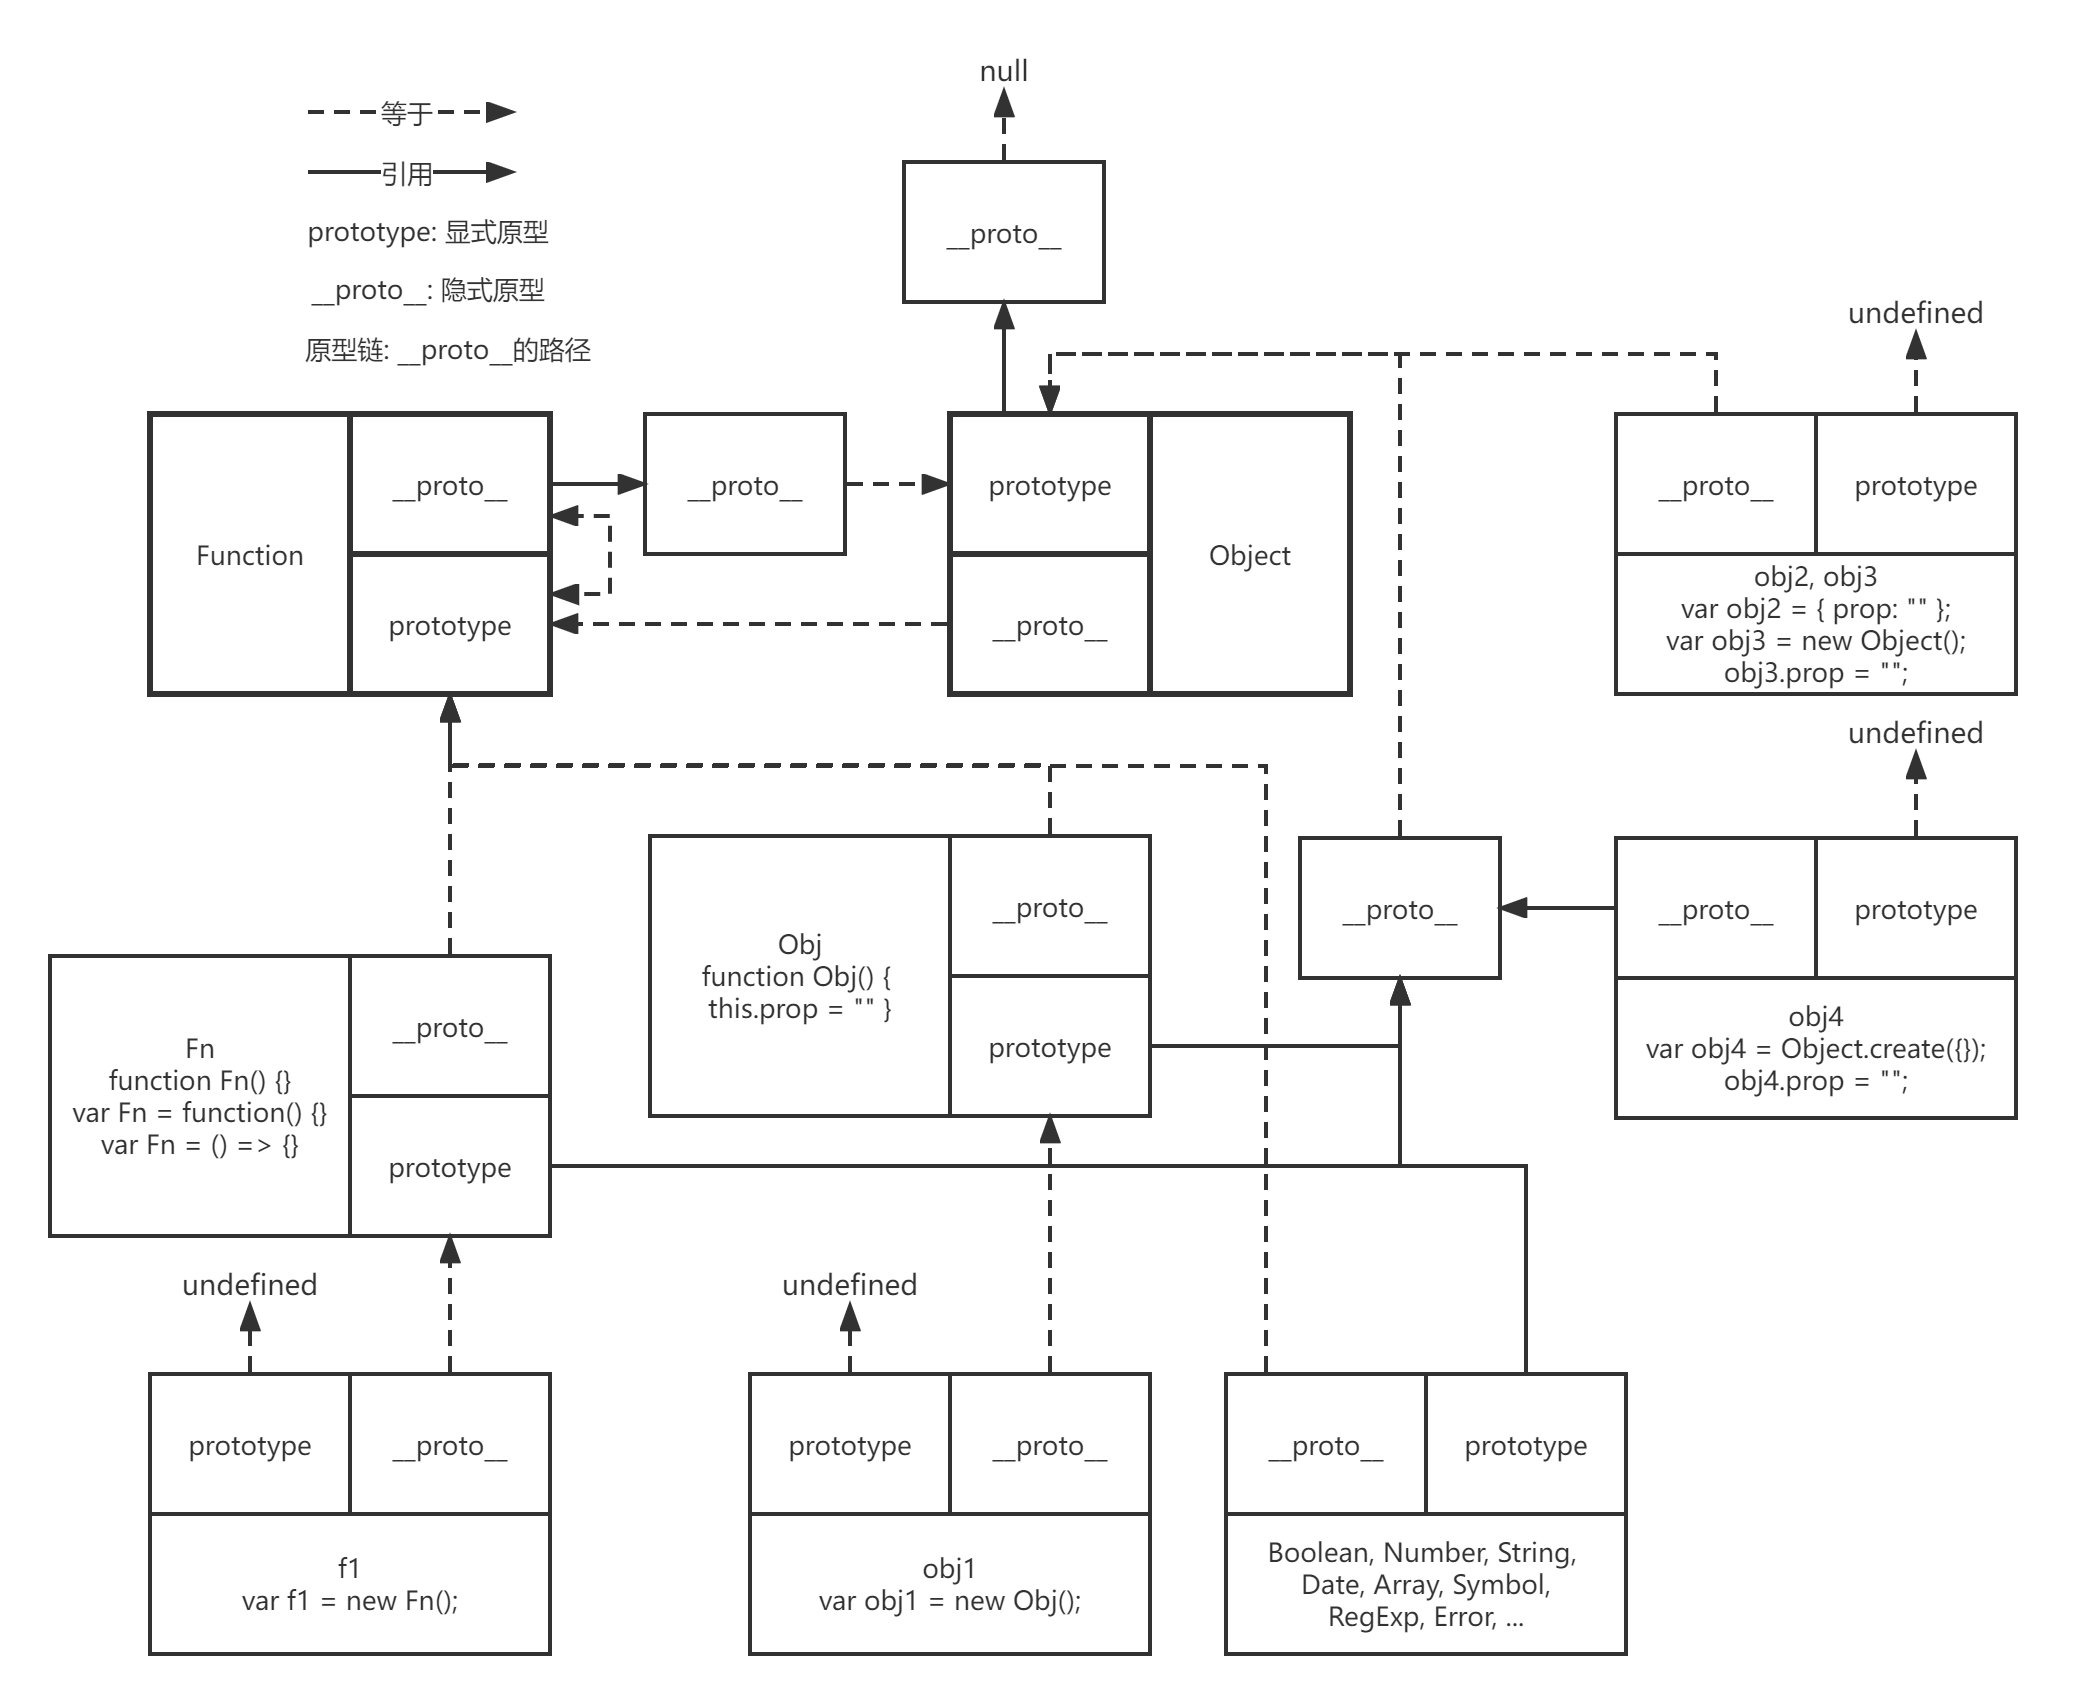 null
等于
引用
prototype: 显式原型
__proto__: 隐式原型
原型链: __proto__的路径
__proto__
undefined
Function
__proto__
prototype
__proto__
prototype
__proto__
Object
__proto__
prototype
obj2, obj3
var obj2 = { prop: "" };
var obj3 = new Object();
obj3.prop = "";
undefined
Fn
function Fn() {}
var Fn = function() {}
var Fn = () => {}
__proto__
prototype
Obj
function Obj() {
this.prop = "" }
__proto__
prototype
__proto__
__proto__
prototype
obj4
var obj4 = Object.create({});
obj4.prop = "";
undefined
prototype
__proto__
f1
var f1 = new Fn();
undefined
prototype
__proto__
obj1
var obj1 = new Obj();
__proto__
prototype
Boolean, Number, String,
Date, Array, Symbol,
RegExp, Error, ...